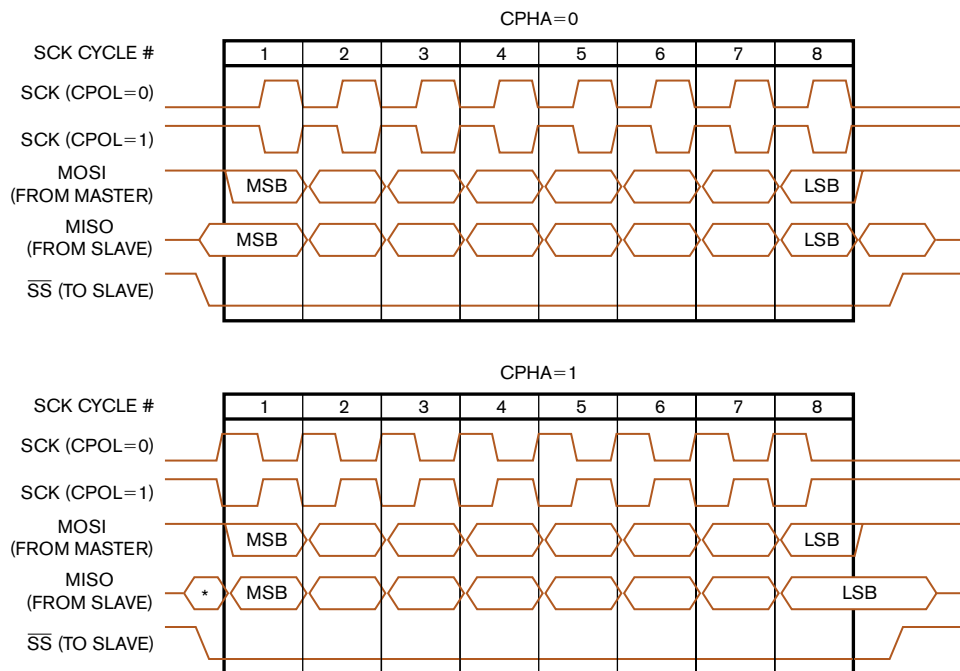 CPHA=0
SCK CYCLE # 1 2 3 4 5 6 7 8
SCK (CPOL=0)
SCK (CPOL=1)
MOSI
(FROM MASTER) MSB LSB
MISO
(FROM SLAVE) MSB LSB
SS (TO SLAVE)
CPHA=1
SCK CYCLE # 1 2 3 4 5 6 7 8
SCK (CPOL=0)
SCK (CPOL=1)
MOSI
(FROM MASTER) MSB LSB
MISO
(FROM SLAVE) * MSB LSB
SS (TO SLAVE)